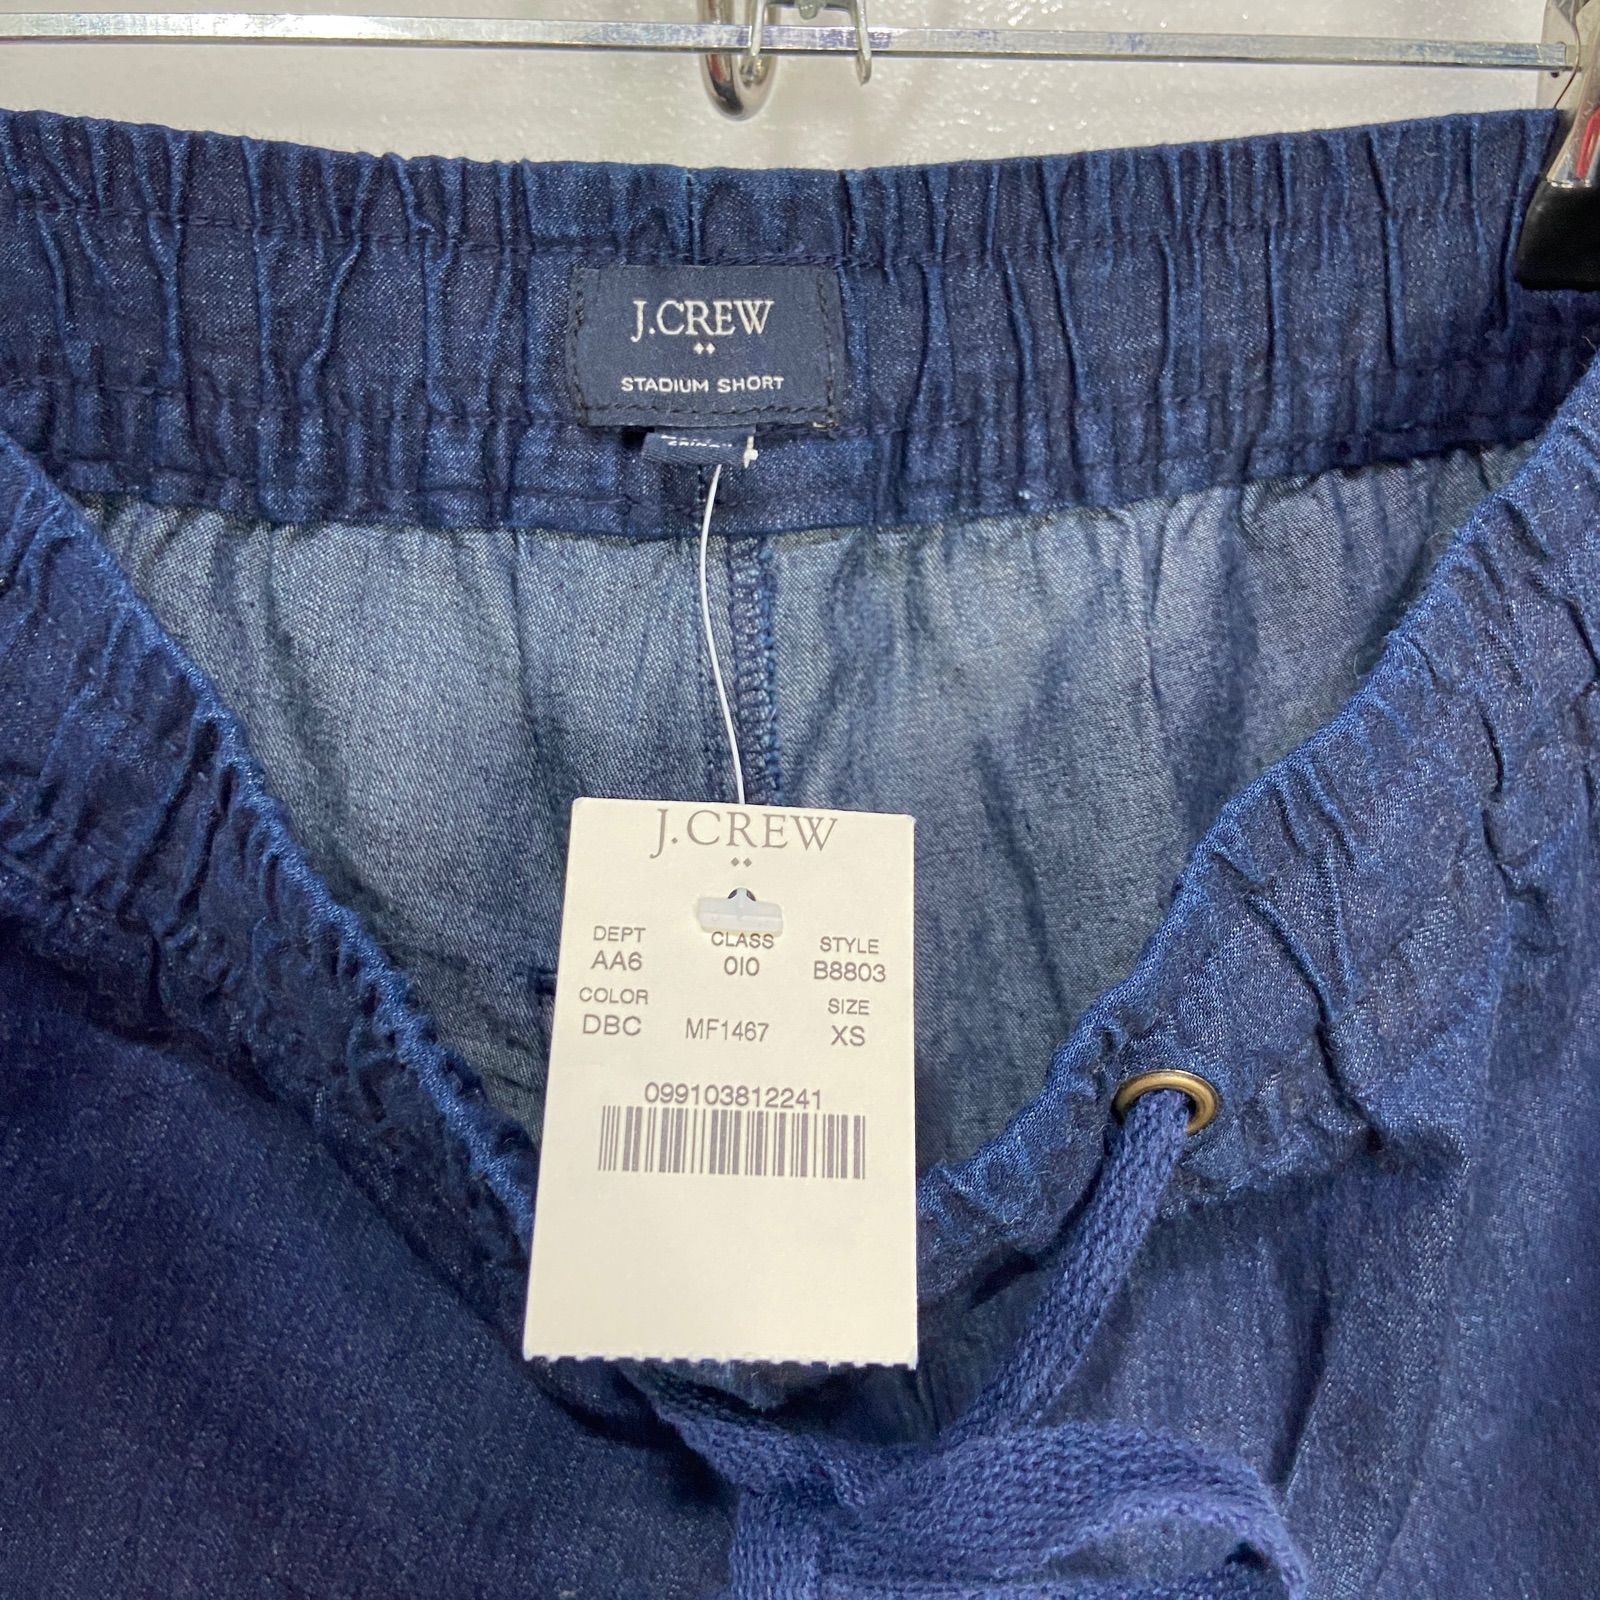 J.CREW
STADIUM SHORT
J.CREW
DEPT CLASS STYLE
AA6 010 B8803
COLOR SIZE
DBC MF1467 XS
099103812241